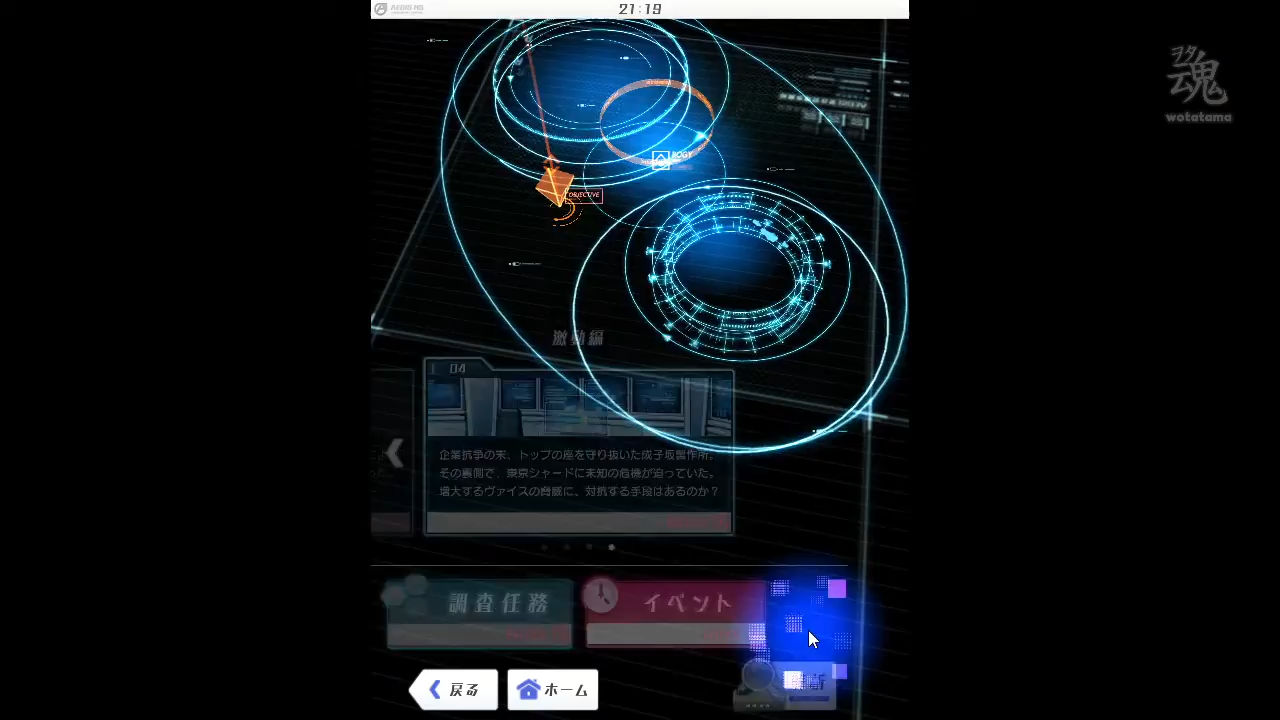 AEGIS MG
21:19
ヲタ
魂
wotatama
BOGY
OBJECTIVE
激動編
04
企業抗争の末、トップの座を守り抜いた成子坂製作所。
その裏側で、東京シャードに未知の危機が迫っていた。
増大するヴァイスの脅威に、対抗する手段はあるのか？
調査任務
イベント
戻る
ホーム